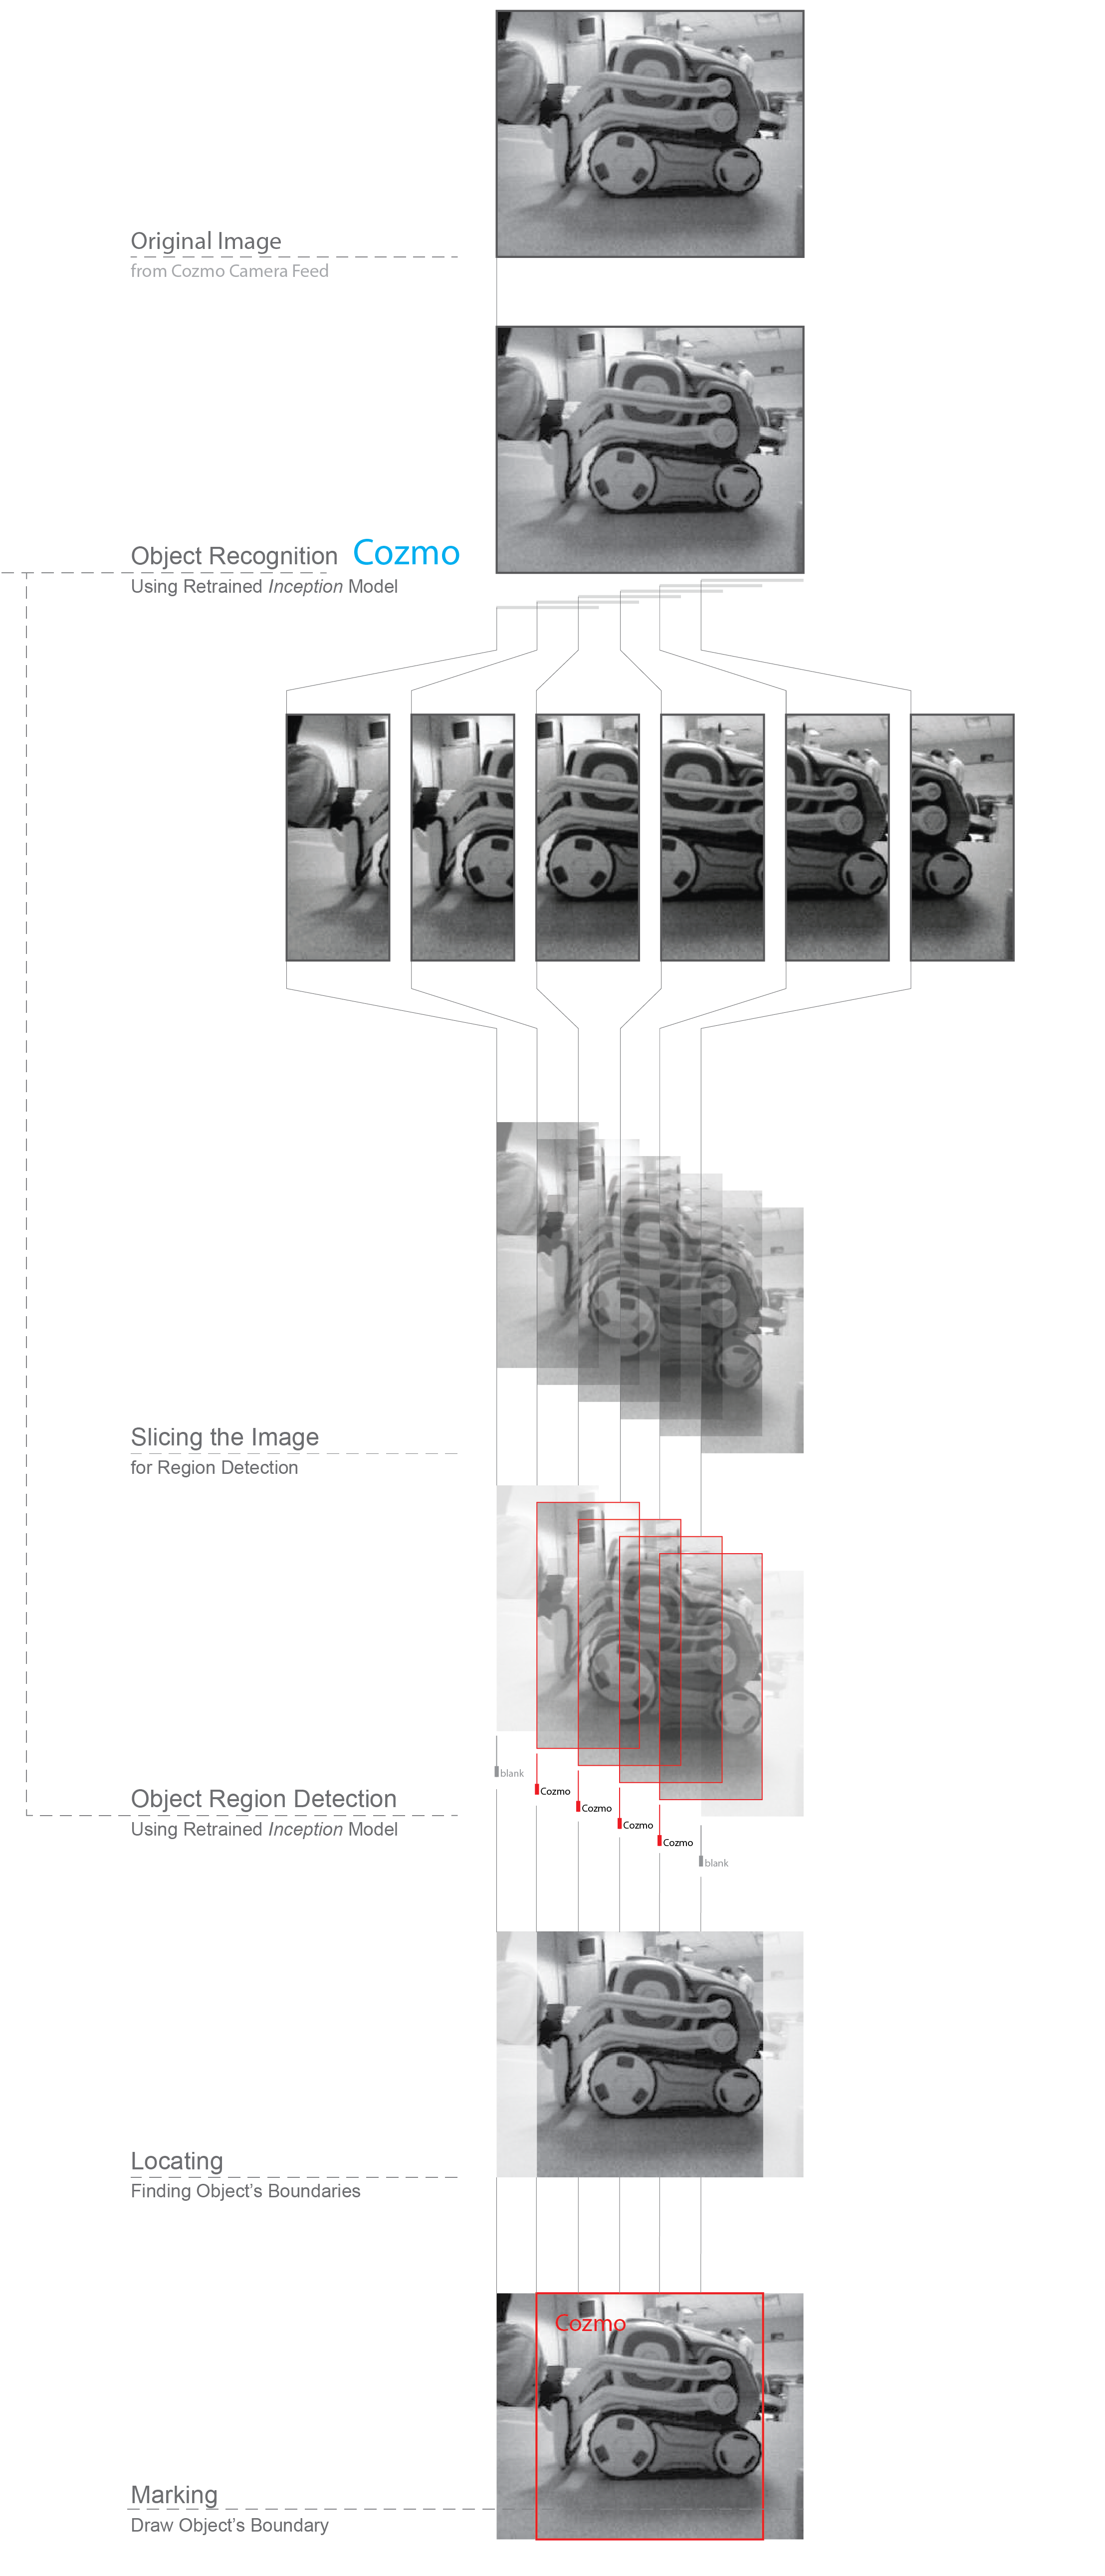 Original Image
from Cozmo Camera Feed
Object Recognition Cozmo
Using Retrained Inception Model
Slicing the Image
for Region Detection
blank
Cozmo
Cozmo
Cozmo
Cozmo
blank
Object Region Detection
Using Retrained Inception Model
Locating
Finding Object's Boundaries
Cozmo
Marking
Draw Object's Boundary